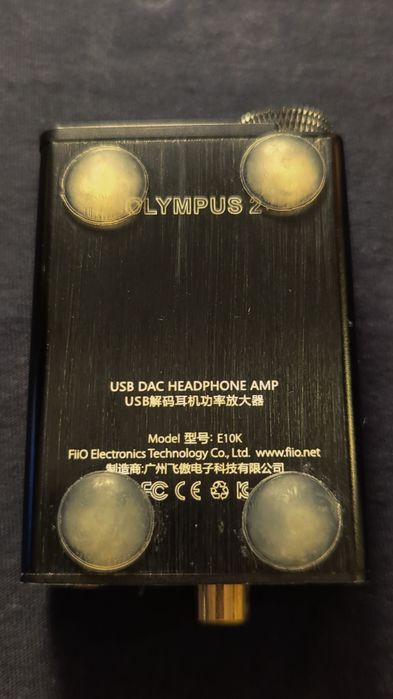 OLYMPUS 2
USB DAC HEADPHONE AMP
USB解码耳机功率放大器
Model 型号: E10K
FiiO Electronics Technology Co., Ltd. www.fiio.net
制造商:广州飞傲电子科技有限公司
FC CE